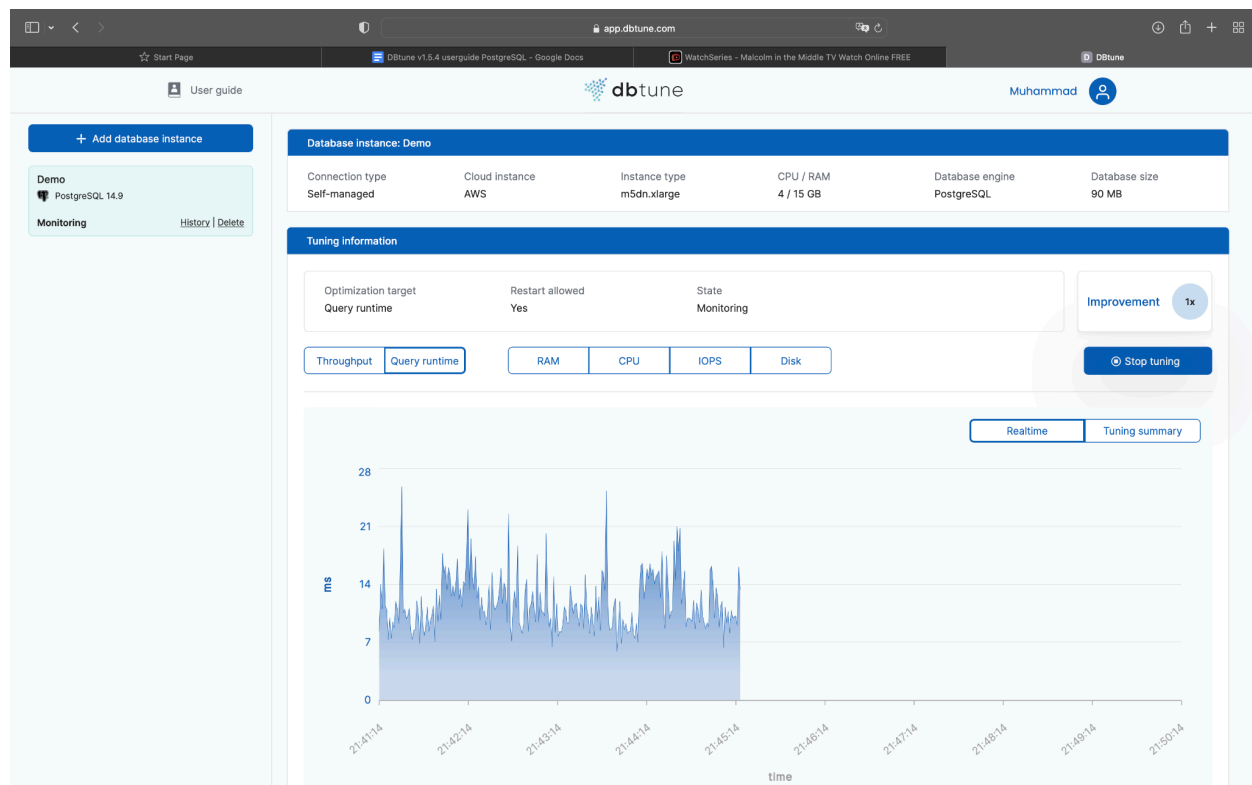 app.dbtune.com
Start Page
DBtune v1.5.4 userguide PostgreSQL - Google Docs
WatchSeries - Malcolm in the Middle TV Watch Online FREE
D DBtune
User guide
dbtune
Muhammad
+ Add database instance
Demo
PostgreSQL 14.9
Monitoring
History | Delete
Database instance: Demo
Connection type
Self-managed
Cloud instance
AWS
Instance type
m5dn.xlarge
CPU / RAM
4 / 15 GB
Database engine
PostgreSQL
Database size
90 MB
Tuning information
Optimization target
Query runtime
Restart allowed
Yes
State
Monitoring
Improvement
1x
Throughput
Query runtime
RAM
CPU
IOPS
Disk
Stop tuning
Realtime
Tuning summary
28
21
14
7
0
ms
21:41:14
21:42:14
21:43:14
21:44:14
21:45:14
21:46:14
21:47:14
21:48:14
21:49:14
21:50:14
time